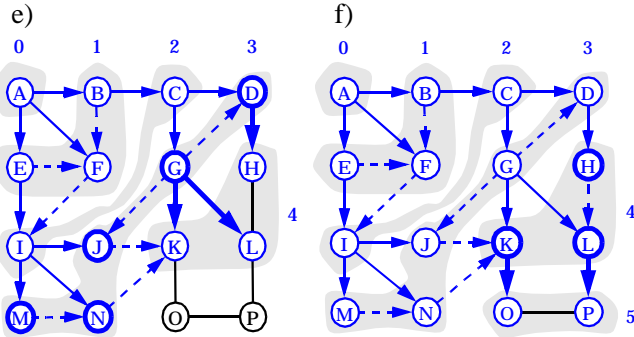 e) f)
0 1 2 3 0 1 2 3
A B C D A B C D
E F G H E F G H
4 4
I J K L I J K L
M N O P M N O P 5